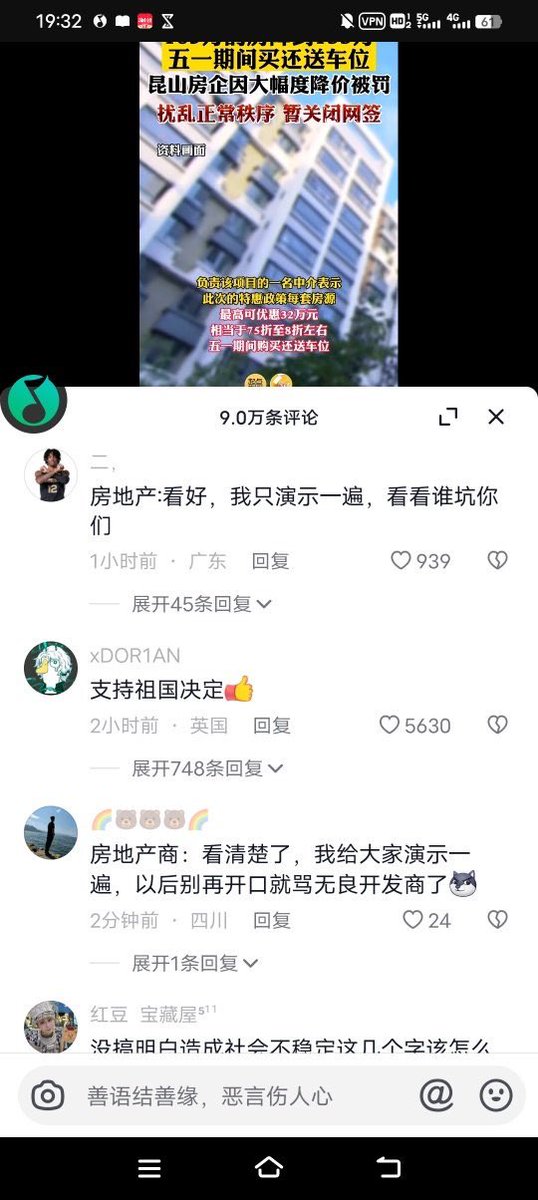 19:32
VPN
HD 1 2
5G
4G
61
五一期间买还送车位
昆山房企因大幅度降价被罚
扰乱正常秩序 暂关闭网签
资料画面
负责该项目的一名中介表示
此次的特惠政策每套房源
最高可优惠32万元
相当于75折至8折左右
五一期间购买还送车位
9.0万条评论
二,
房地产:看好，我只演示一遍，看看谁坑你
们
1小时前 · 广东 回复 939
展开45条回复
xDOR1AN
支持祖国决定👍
2小时前 · 英国 回复 5630
展开748条回复
🌈🐻🐻🐻🌈
房地产商：看清楚了，我给大家演示一
遍，以后别再开口就骂无良开发商了
2分钟前 · 四川 回复 24
展开1条回复
红豆 宝藏屋⁵¹¹
没搞明白造成社会不稳定这几个字该怎么
善语结善缘，恶言伤人心